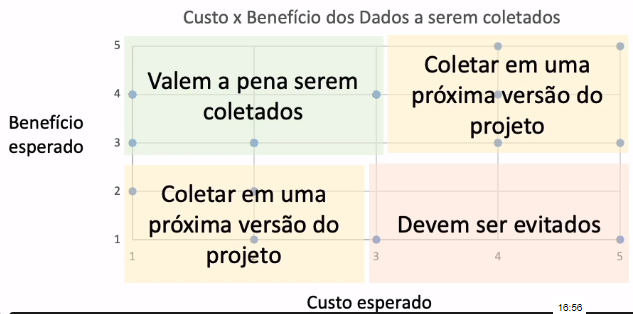 Custo x Benefício dos Dados a serem coletados
5
4
3
2
1
Benefício
esperado
Valem a pena serem
coletados
Coletar em uma
próxima versão do
projeto
Coletar em uma
próxima versão do
projeto
Devem ser evitados
1
3
4
5
Custo esperado
16:56